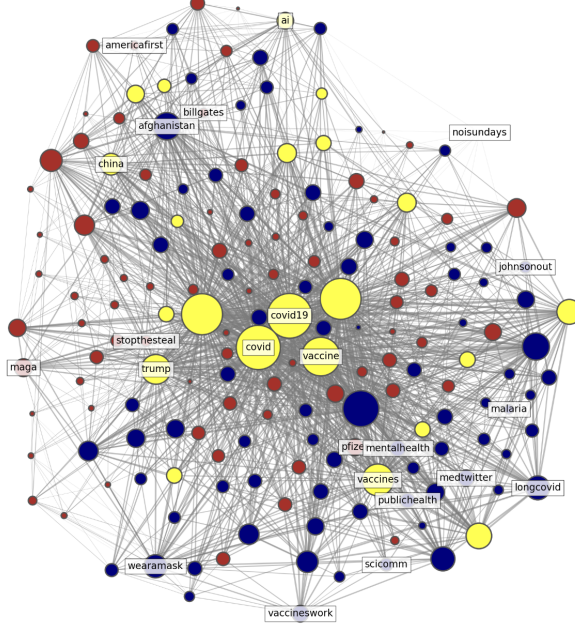 ai
americafirst
billgates
afghanistan
noisundays
china
johnsonout
covid19
stopthesteal
covid
vaccine
maga
trump
malaria
pfize
mentalhealth
vaccines
medtwitter
longcovid
publichealth
wearamask
scicomm
vaccineswork